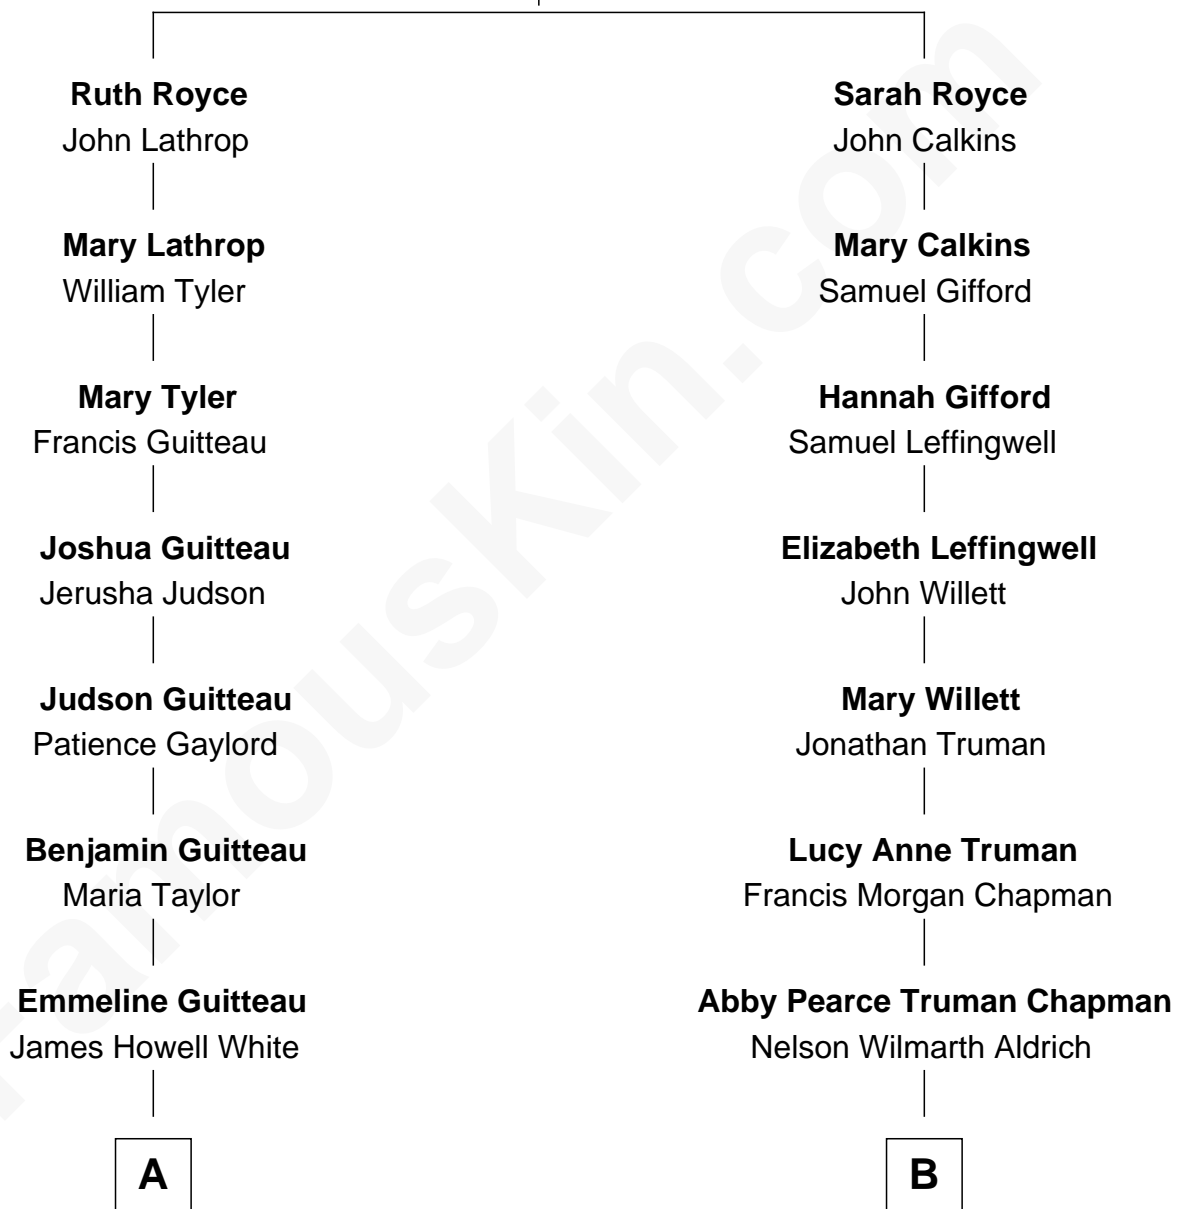 Ruth Royce
John Lathrop
Mary Lathrop
William Tyler
Mary Tyler
Francis Guitteau
Joshua Guitteau
Jerusha Judson
Judson Guitteau
Patience Gaylord
Benjamin Guitteau
Maria Taylor
Emmeline Guitteau
James Howell White
A
Sarah Royce
John Calkins
Mary Calkins
Samuel Gifford
Hannah Gifford
Samuel Leffingwell
Elizabeth Leffingwell
John Willett
Mary Willett
Jonathan Truman
Lucy Anne Truman
Francis Morgan Chapman
Abby Pearce Truman Chapman
Nelson Wilmarth Aldrich
B
FamousKin.com